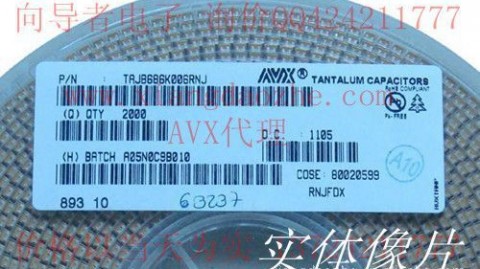 向导者电子 询价QQ424211777
P/N : TAJB686K006RNJ
AVX TANTALUM CAPACITORS
RoHS COMPLIANT
Pb-FREE
(Q) QTY 2000
AVX代理
D.C: 1105
(H) BATCH A05N0C9B010
A10
COSE: 80020599
RNJFDX
893 10
63237
实体像片